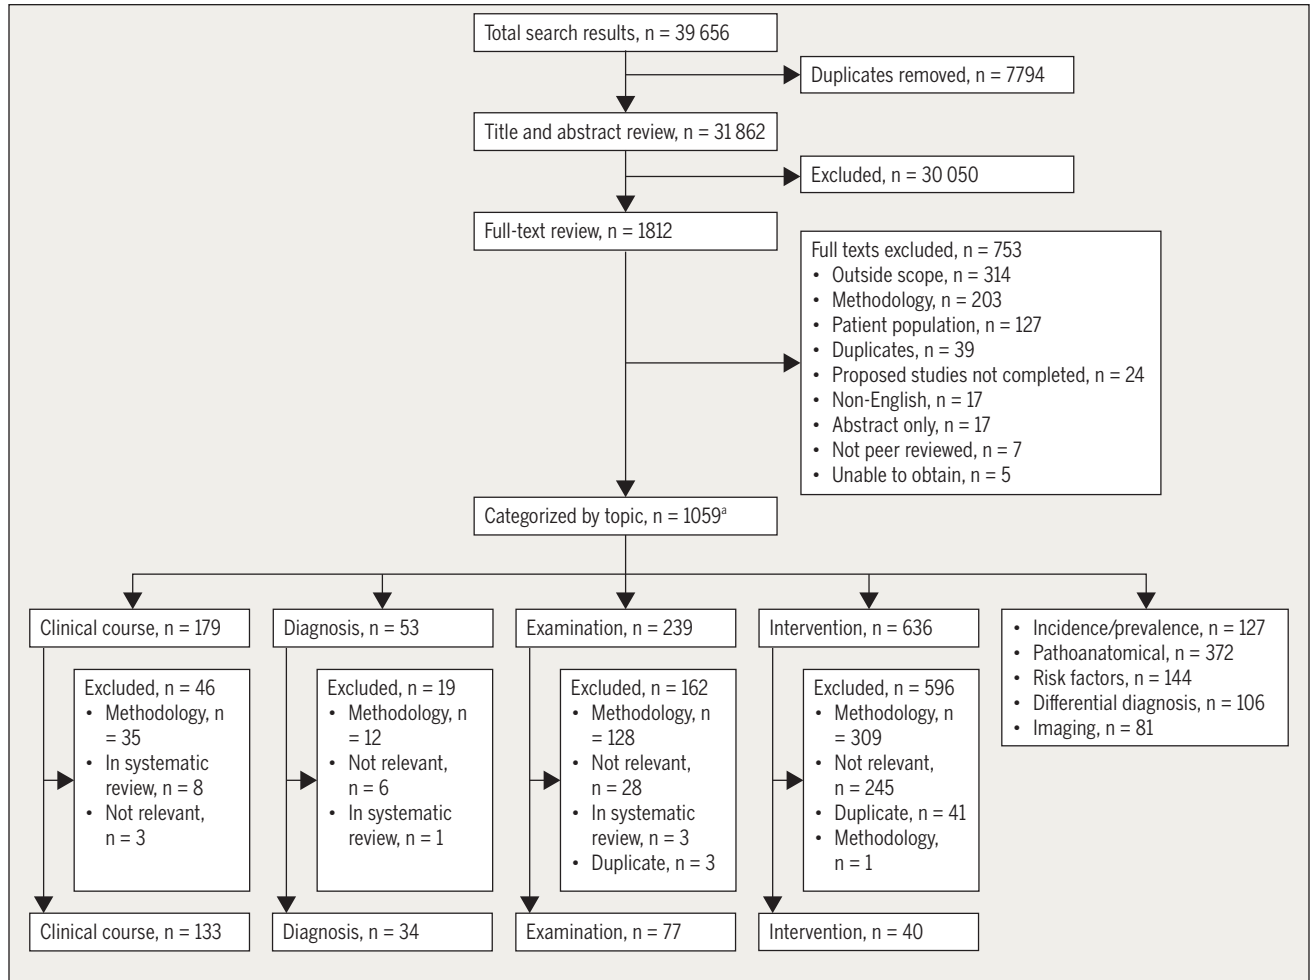 Total search results, n = 39 656
Duplicates removed, n = 7794
Title and abstract review, n = 31 862
Excluded, n = 30 050
Full-text review, n = 1812
Full texts excluded, n = 753
• Outside scope, n = 314
• Methodology, n = 203
• Patient population, n = 127
• Duplicates, n = 39
• Proposed studies not completed, n = 24
• Non-English, n = 17
• Abstract only, n = 17
• Not peer reviewed, n = 7
• Unable to obtain, n = 5
Categorized by topic, n = 1059ª
Clinical course, n = 179
Excluded, n = 46
• Methodology, n
= 35
• In systematic
review, n = 8
• Not relevant,
n = 3
Clinical course, n = 133
Diagnosis, n = 53
Excluded, n = 19
• Methodology, n
= 12
• Not relevant,
n = 6
• In systematic
review, n = 1
Diagnosis, n = 34
Examination, n = 239
Excluded, n = 162
• Methodology, n
= 128
• Not relevant,
n = 28
• In systematic
review, n = 3
• Duplicate, n = 3
Examination, n = 77
Intervention, n = 636
Excluded, n = 596
• Methodology, n
= 309
• Not relevant,
n = 245
• Duplicate, n = 41
• Methodology,
n = 1
Intervention, n = 40
• Incidence/prevalence, n = 127
• Pathoanatomical, n = 372
• Risk factors, n = 144
• Differential diagnosis, n = 106
• Imaging, n = 81